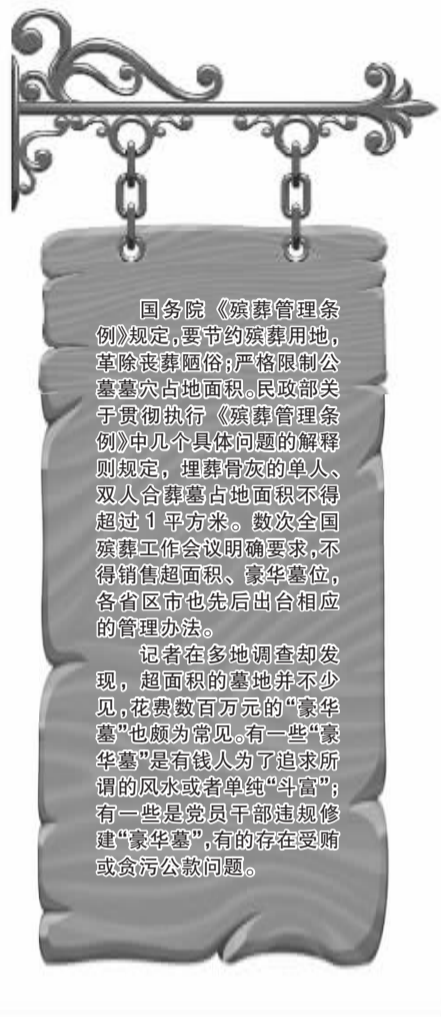 国务院《殡葬管理条
例》规定,要节约殡葬用地,
革除丧葬陋俗;严格限制公
墓墓穴占地面积。民政部关
于贯彻执行《殡葬管理条
例》中几个具体问题的解释
则规定，埋葬骨灰的单人、
双人合葬墓占地面积不得
超过1平方米。数次全国
殡葬工作会议明确要求,不
得销售超面积、豪华墓位,
各省区市也先后出台相应
的管理办法。
记者在多地调查却发
现，超面积的墓地并不少
见,花费数百万元的“豪华
墓”也颇为常见。有一些“豪
华墓”是有钱人为了追求所
谓的风水或者单纯“斗富”；
有一些是党员干部违规修
建“豪华墓”,有的存在受贿
或贪污公款问题。